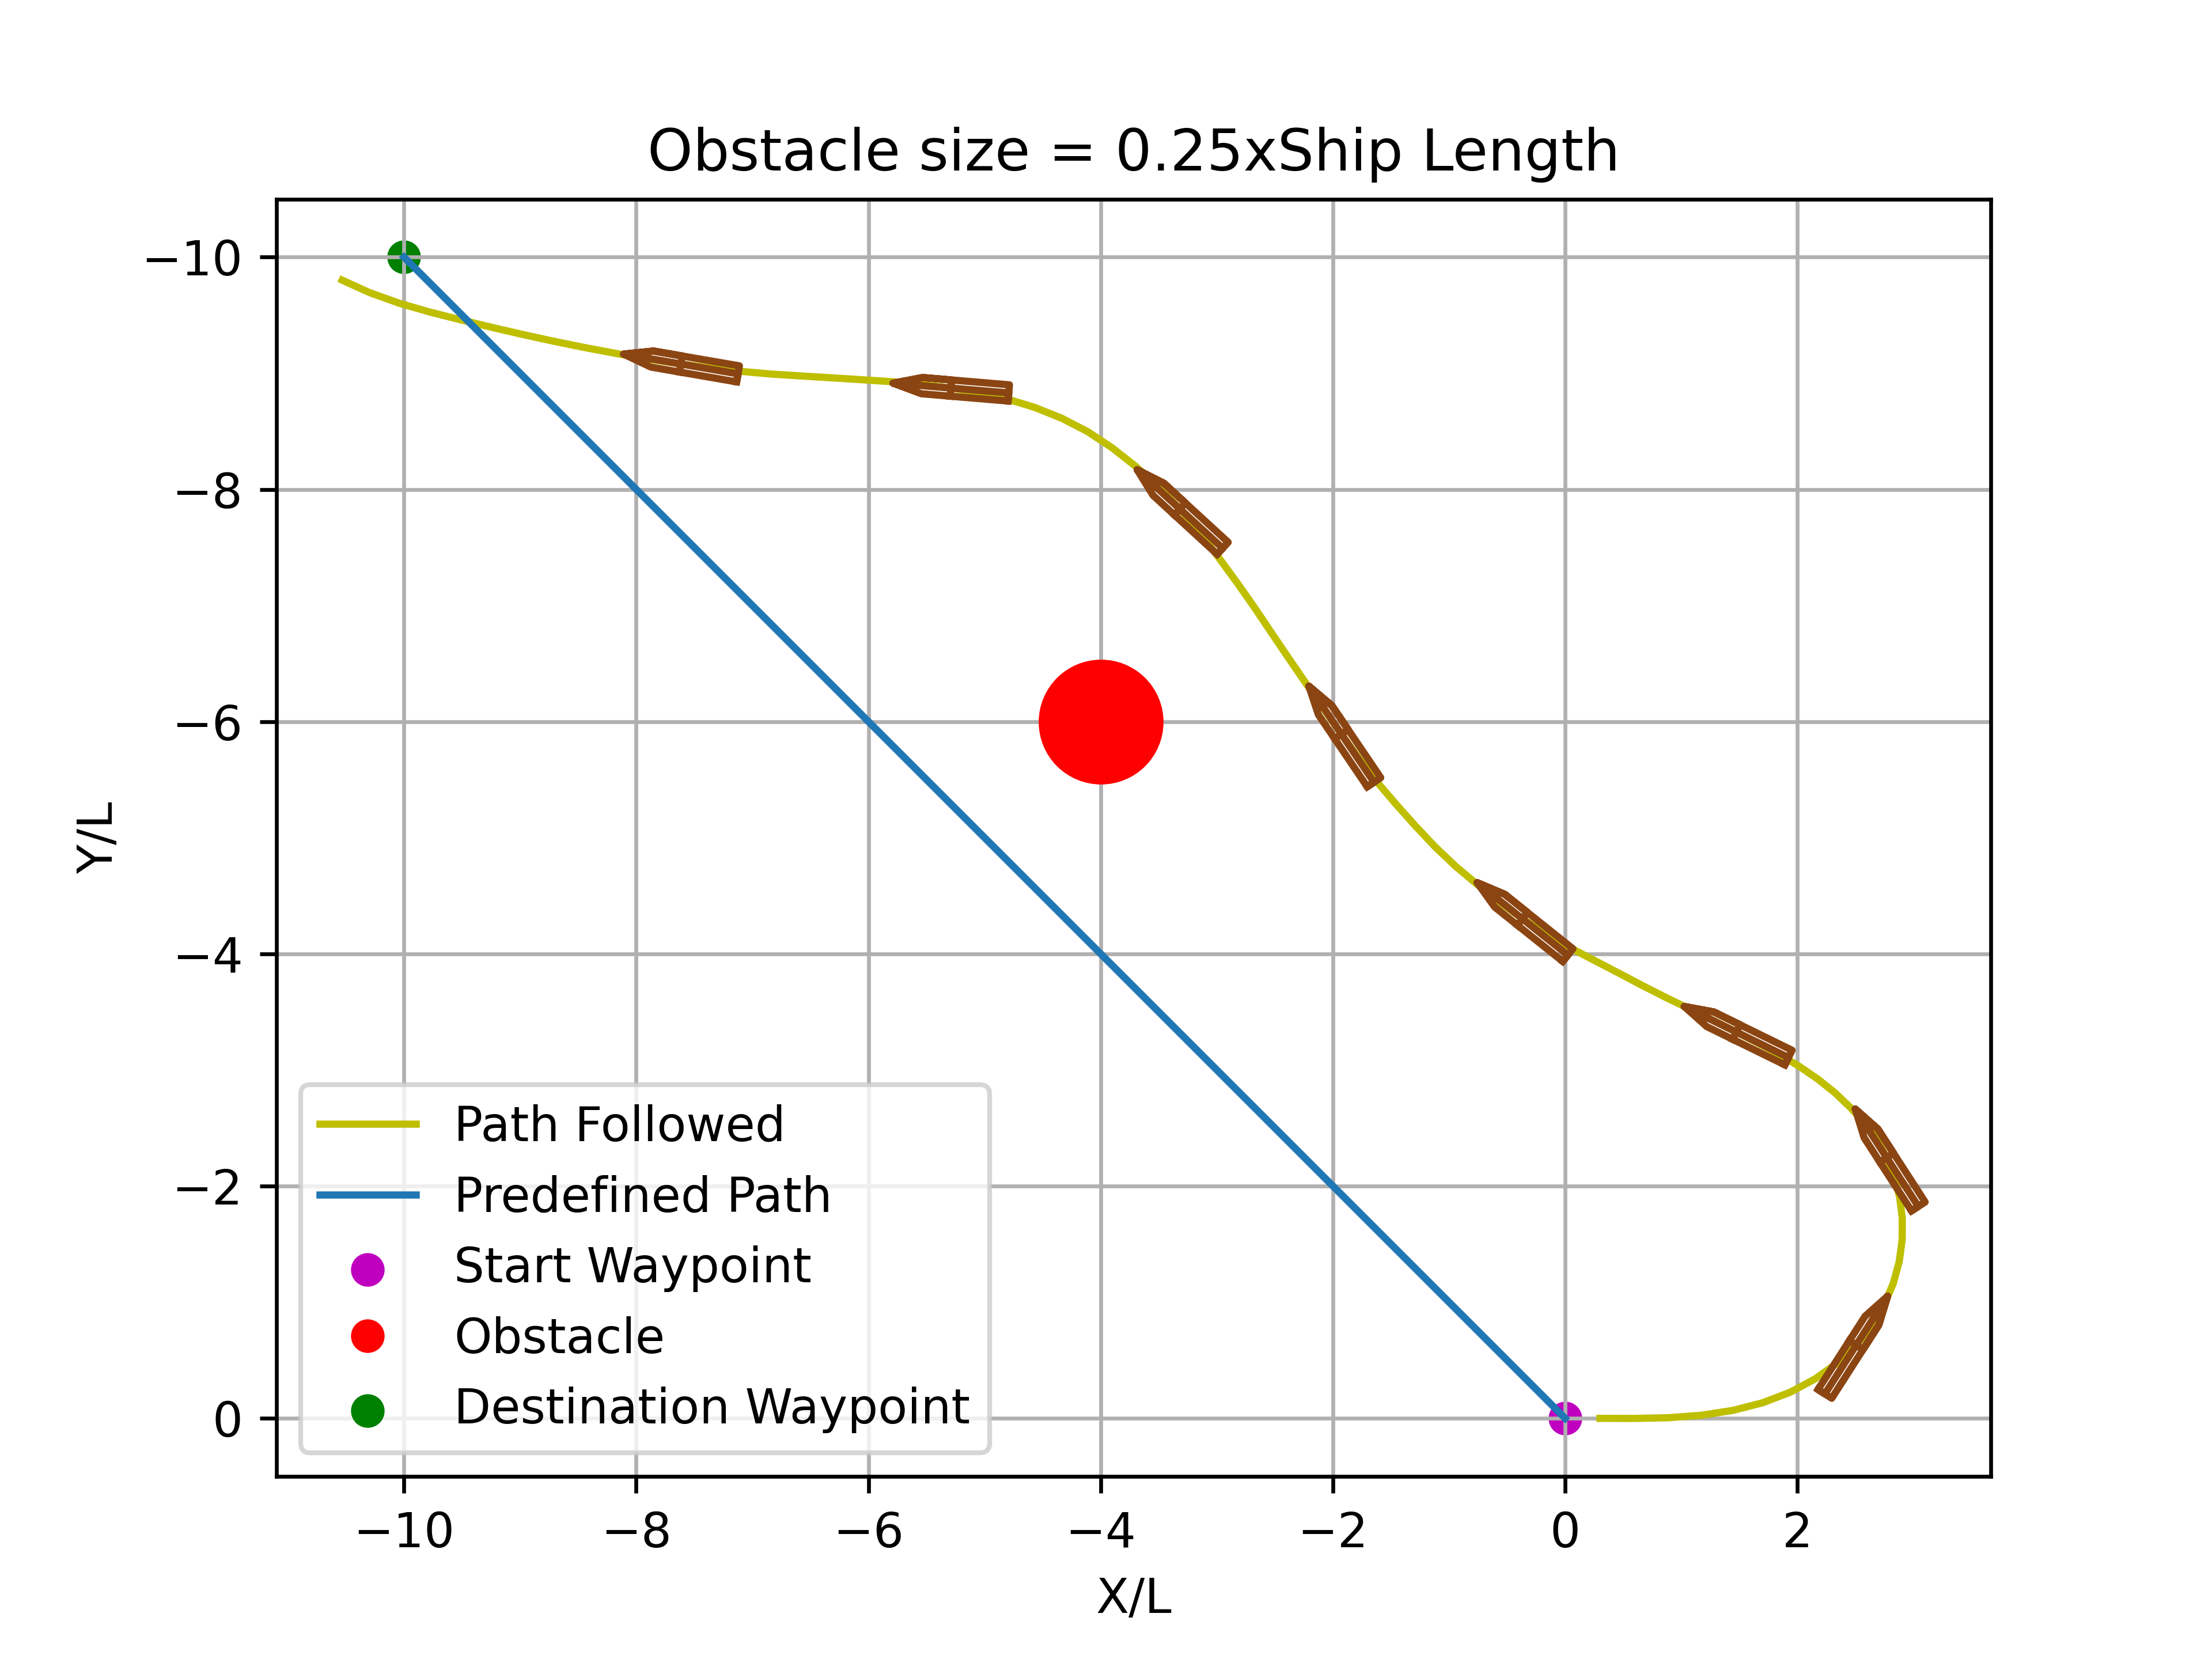 Obstacle size = 0.25xShip Length
−10
−8
−6
−4
−2
0
Y/L
Path Followed
Predefined Path
Start Waypoint
Obstacle
Destination Waypoint
−10 −8 −6 −4 −2 0 2
X/L